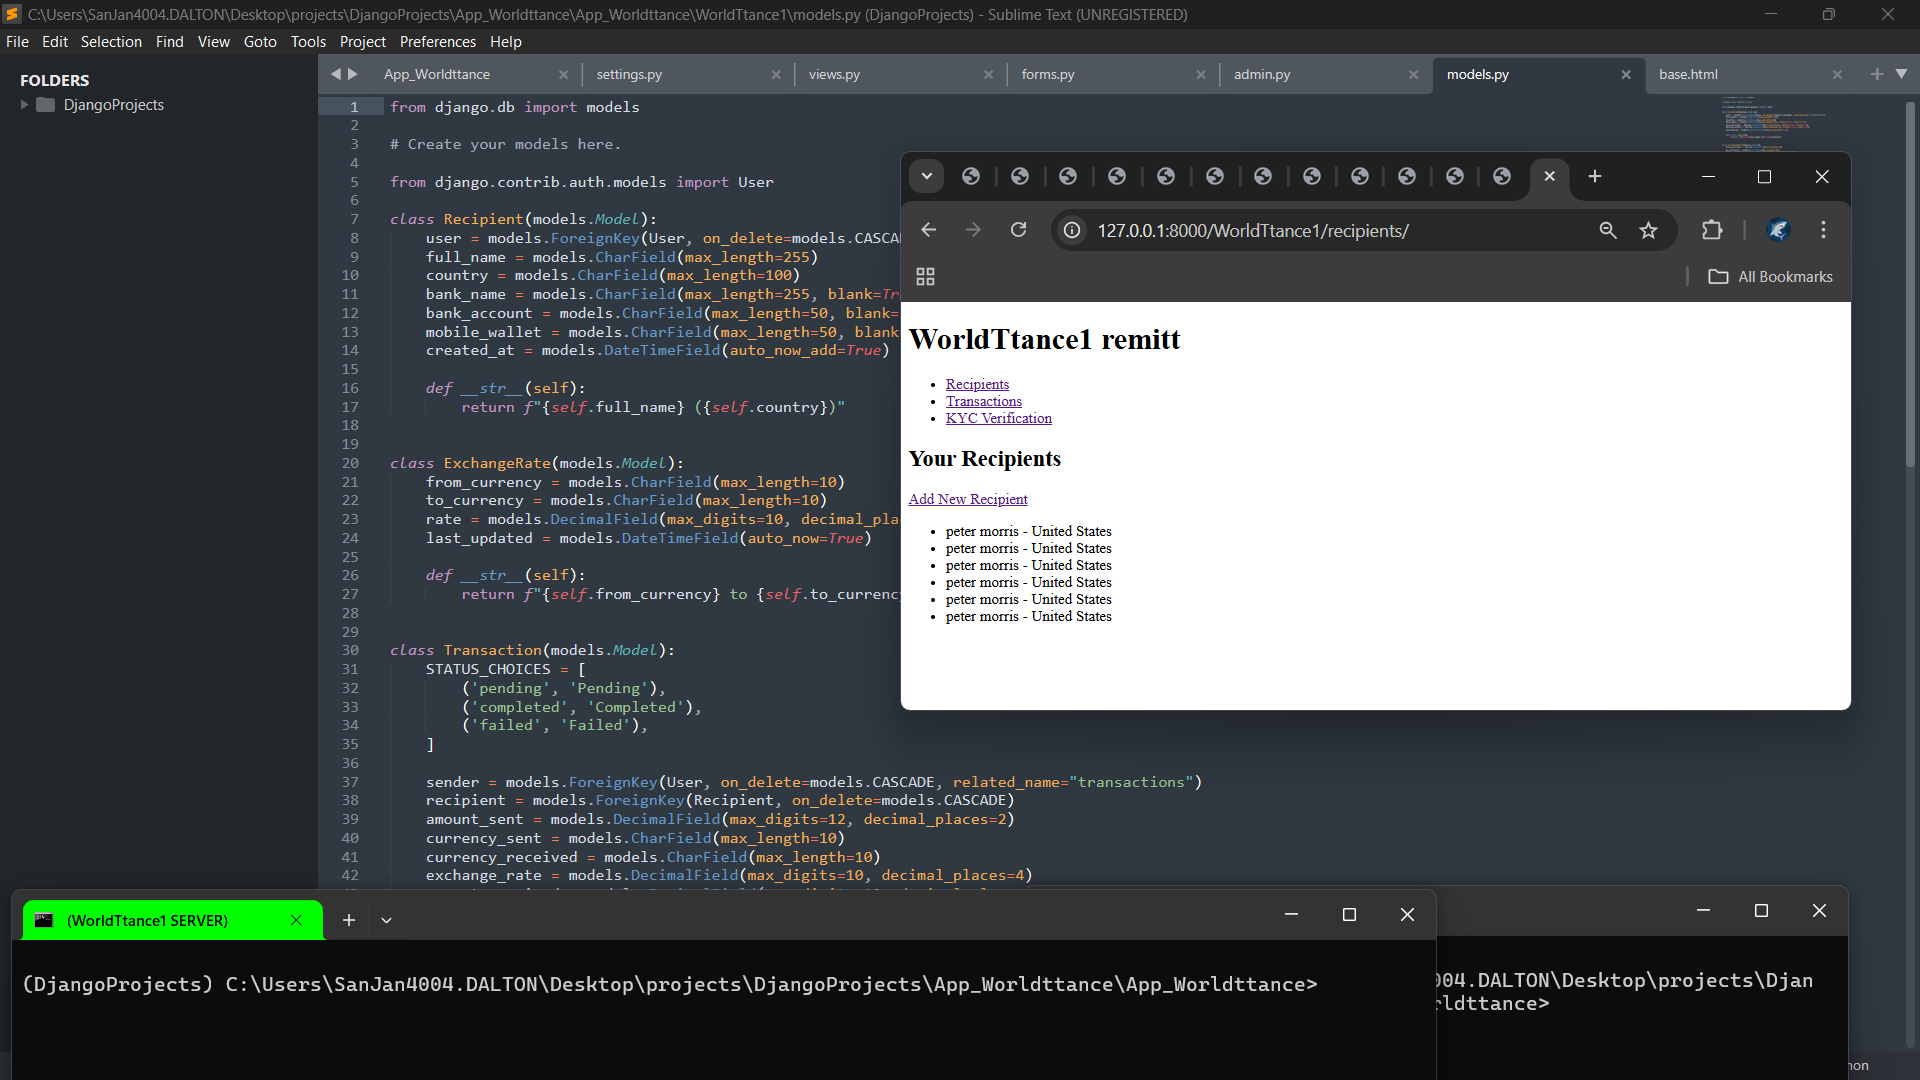 C:\Users\SanJan4004.DALTON\Desktop\projects\DjangoProjects\App_Worldttance\App_Worldttance\WorldTtance1\models.py (DjangoProjects) - Sublime Text (UNREGISTERED)
File Edit Selection Find View Goto Tools Project Preferences Help
FOLDERS
DjangoProjects
App_Worldttance settings.py views.py forms.py admin.py models.py base.html
1 from django.db import models
2
3 # Create your models here.
4
5 from django.contrib.auth.models import User
6
7 class Recipient(models.Model):
8 user = models.ForeignKey(User, on_delete=models.CASCA
9 full_name = models.CharField(max_length=255)
10 country = models.CharField(max_length=100)
11 bank_name = models.CharField(max_length=255, blank=Tr
12 bank_account = models.CharField(max_length=50, blank=
13 mobile_wallet = models.CharField(max_length=50, blank
14 created_at = models.DateTimeField(auto_now_add=True)
15
16 def __str__(self):
17 return f"{self.full_name} ({self.country})"
18
19
20 class ExchangeRate(models.Model):
21 from_currency = models.CharField(max_length=10)
22 to_currency = models.CharField(max_length=10)
23 rate = models.DecimalField(max_digits=10, decimal_pla
24 last_updated = models.DateTimeField(auto_now=True)
25
26 def __str__(self):
27 return f"{self.from_currency} to {self.to_currenc
28
29
30 class Transaction(models.Model):
31 STATUS_CHOICES = [
32 ('pending', 'Pending'),
33 ('completed', 'Completed'),
34 ('failed', 'Failed'),
35 ]
36
37 sender = models.ForeignKey(User, on_delete=models.CASCADE, related_name="transactions")
38 recipient = models.ForeignKey(Recipient, on_delete=models.CASCADE)
39 amount_sent = models.DecimalField(max_digits=12, decimal_places=2)
40 currency_sent = models.CharField(max_length=10)
41 currency_received = models.CharField(max_length=10)
42 exchange_rate = models.DecimalField(max_digits=10, decimal_places=4)
127.0.0.1:8000/WorldTtance1/recipients/
All Bookmarks
WorldTtance1 remitt
• Recipients
• Transactions
• KYC Verification
Your Recipients
Add New Recipient
• peter morris - United States
• peter morris - United States
• peter morris - United States
• peter morris - United States
• peter morris - United States
• peter morris - United States
(WorldTtance1 SERVER)
(DjangoProjects) C:\Users\SanJan4004.DALTON\Desktop\projects\DjangoProjects\App_Worldttance\App_Worldttance>
004.DALTON\Desktop\projects\Djan
rldttance>
hon